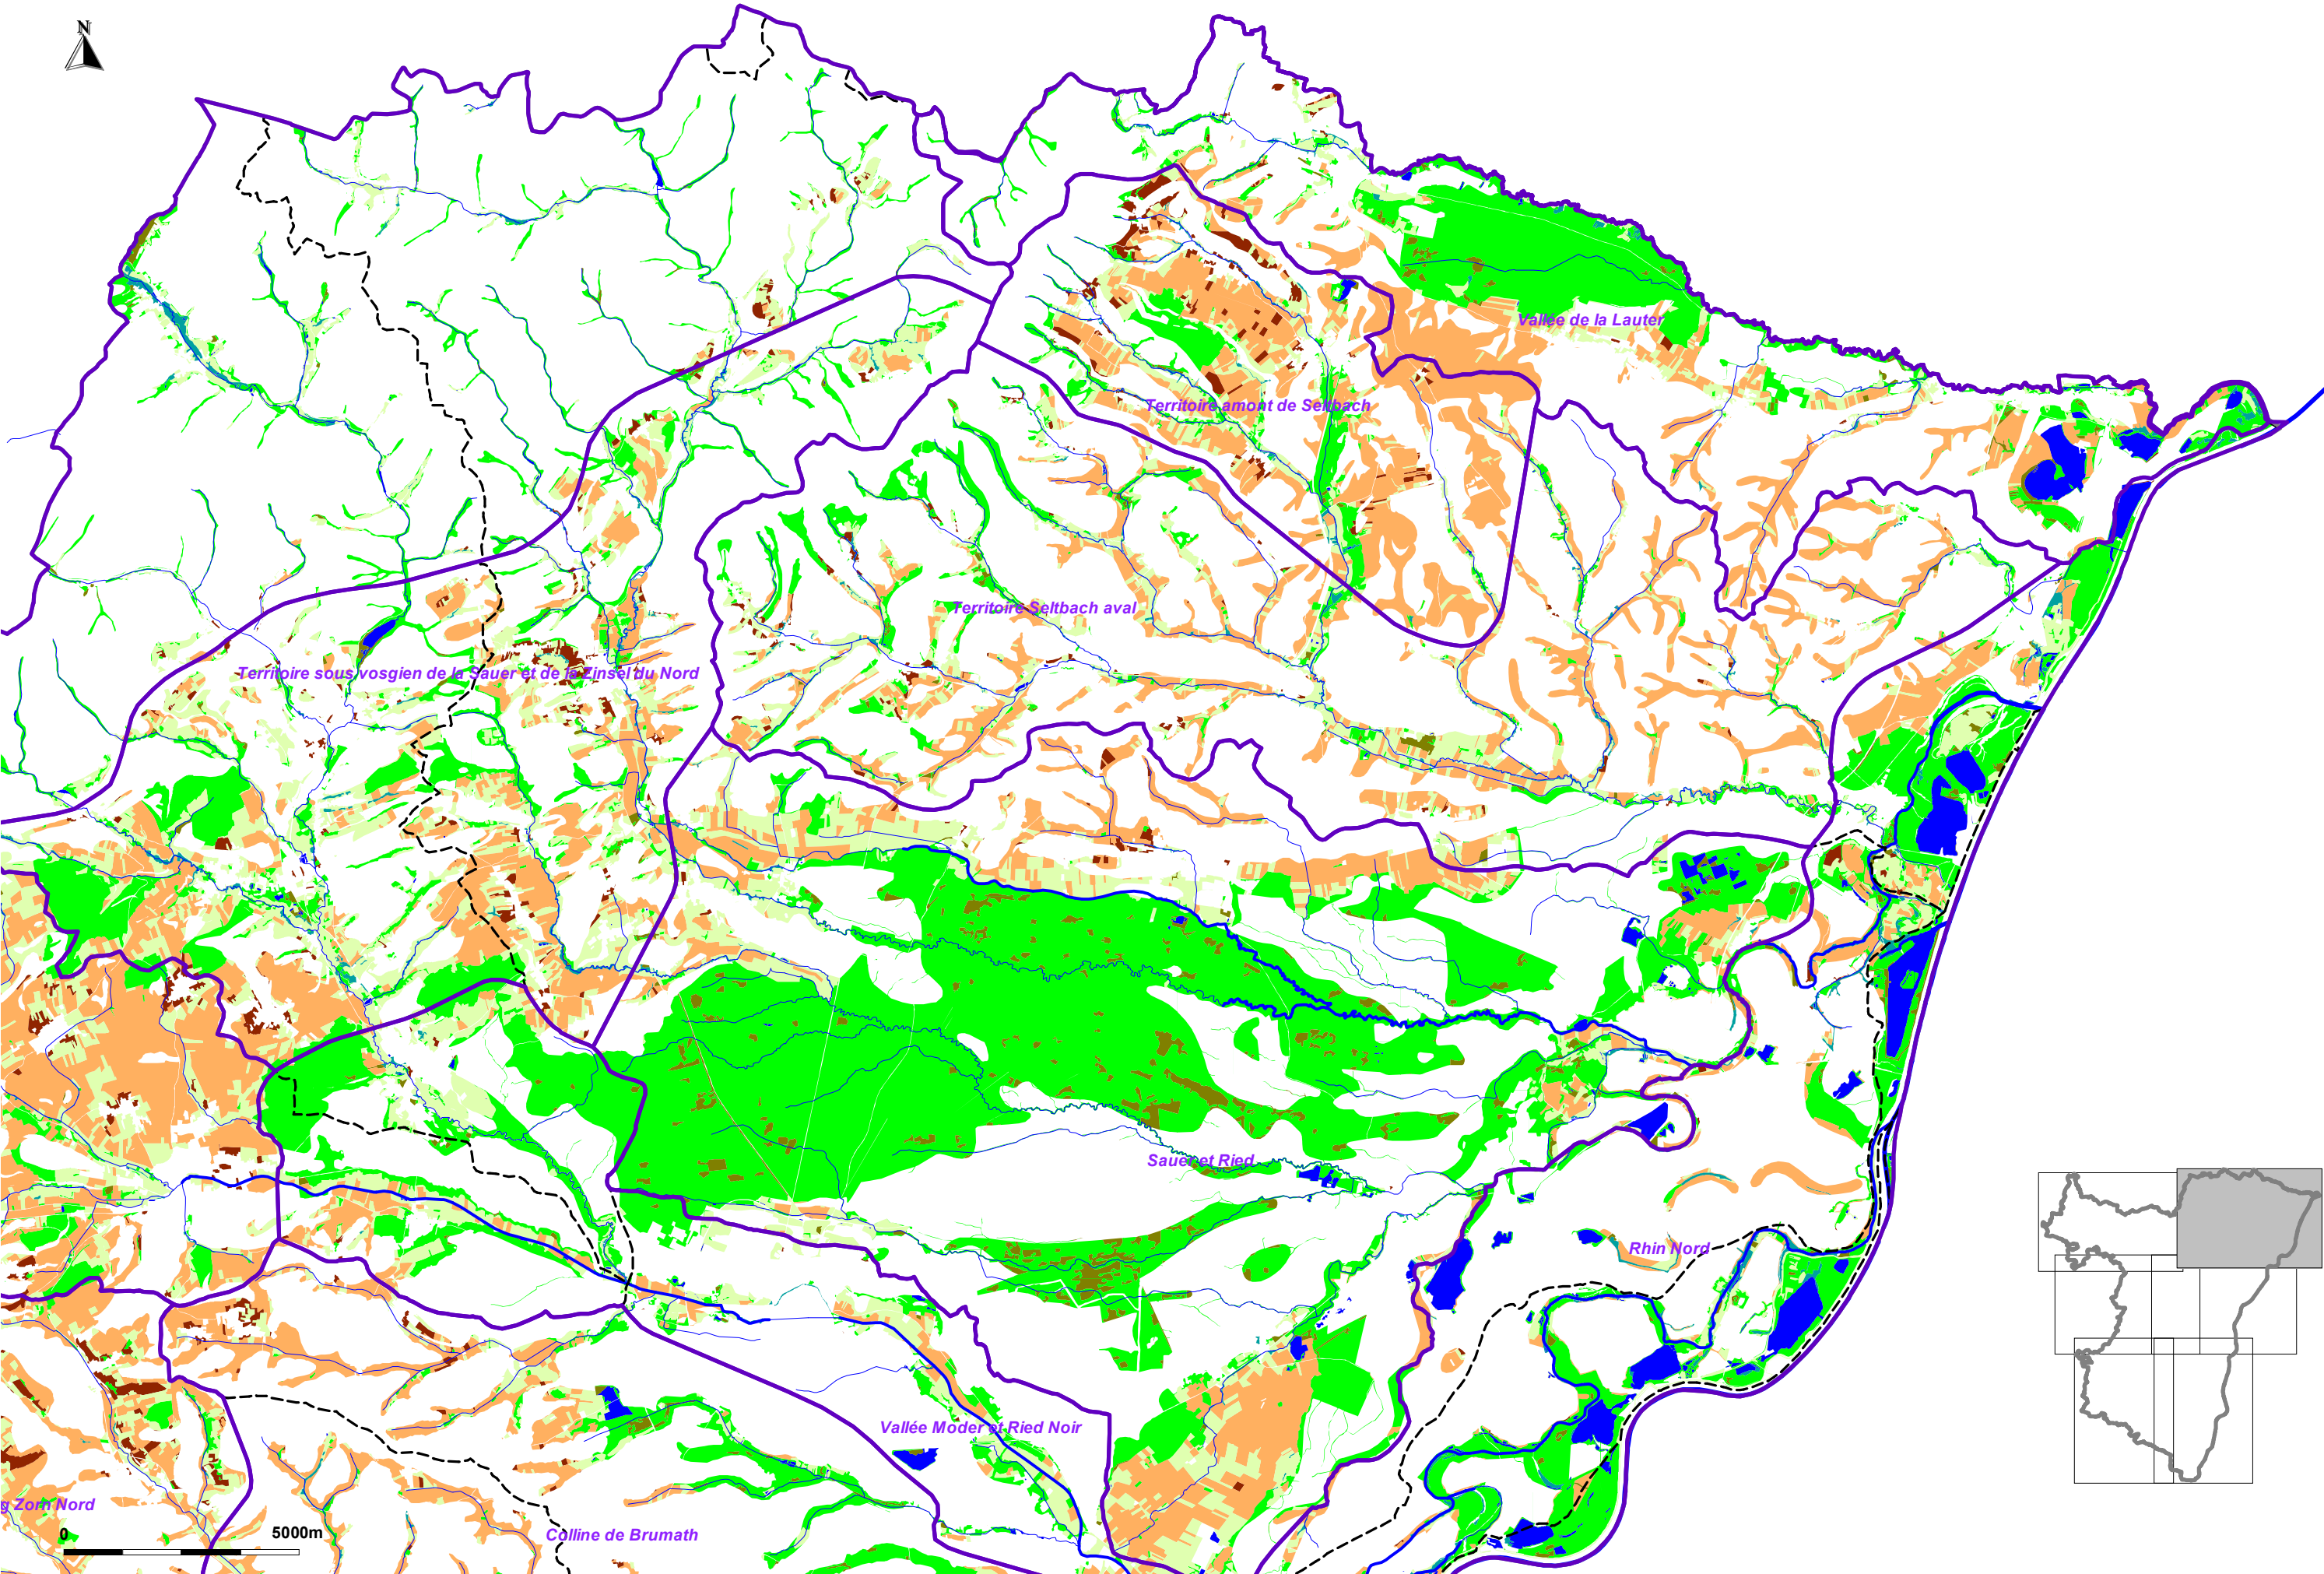 N
Vallée de la Lauter
Territoire amont de Seltbach
Territoire Seltbach aval
Territoire sous vosgien de la Sauer et de la Zinsel du Nord
Sauer et Ried
Rhin Nord
Vallée Moder et Ried Noir
g Zorn Nord
Colline de Brumath
0 5000m